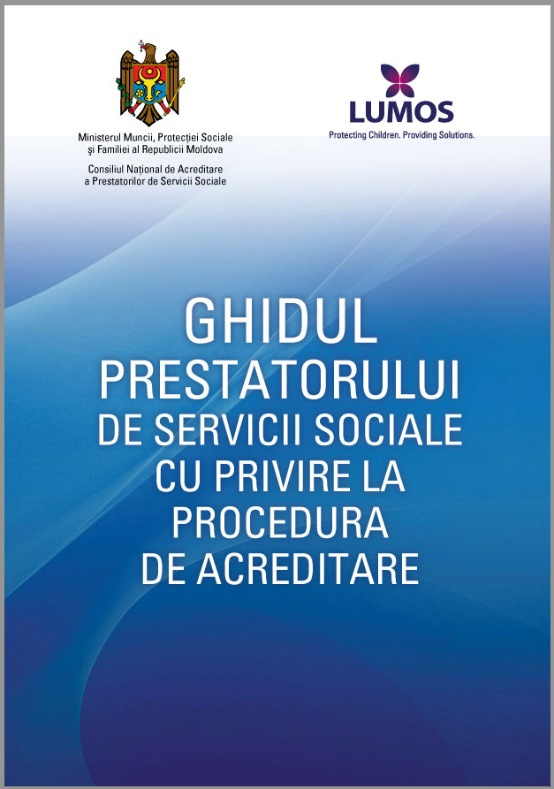 Ministerul Muncii, Protecției Sociale
și Familiei al Republicii Moldova
Consiliul Național de Acreditare
a Prestatorilor de Servicii Sociale
LUMOS
Protecting Children. Providing Solutions.
GHIDUL
PRESTATORULUI
DE SERVICII SOCIALE
CU PRIVIRE LA
PROCEDURA
DE ACREDITARE